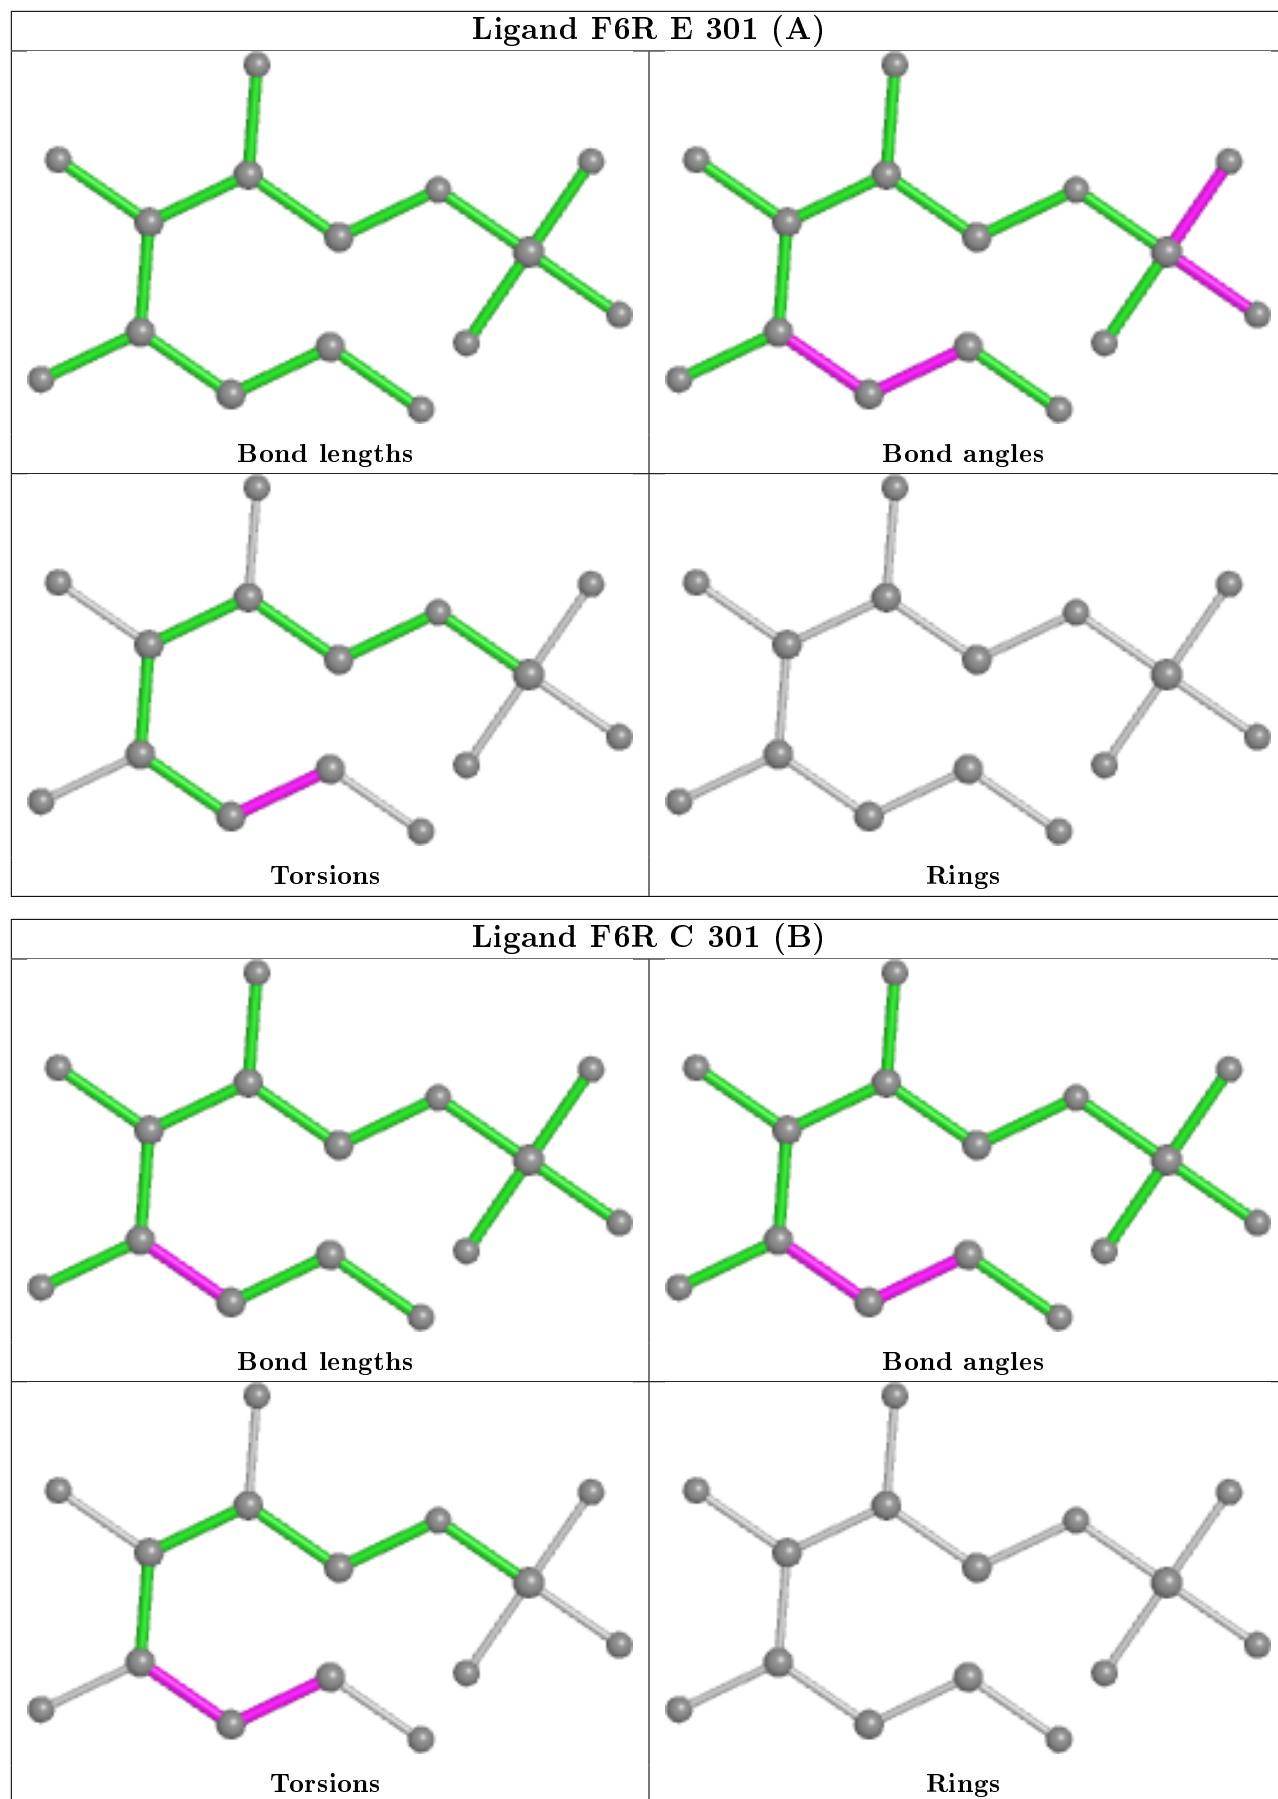 Ligand F6R E 301 (A)
Bond lengths
Bond angles
Torsions
Rings
Ligand F6R C 301 (B)
Bond lengths
Bond angles
Torsions
Rings